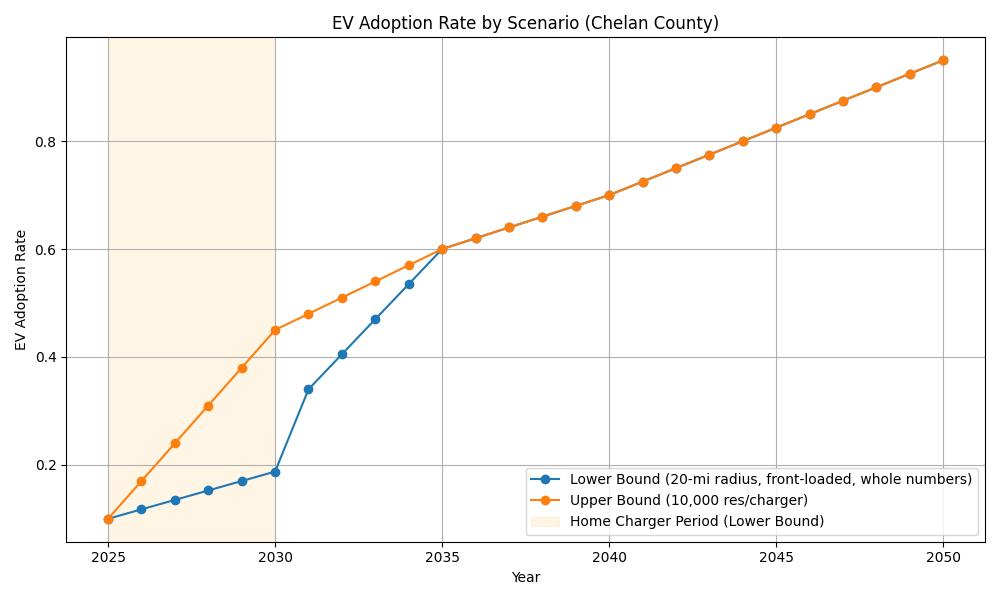 EV Adoption Rate by Scenario (Chelan County)
EV Adoption Rate
0.8
0.6
0.4
0.2
Lower Bound (20-mi radius, front-loaded, whole numbers)
Upper Bound (10,000 res/charger)
Home Charger Period (Lower Bound)
2025 2030 2035 2040 2045 2050
Year